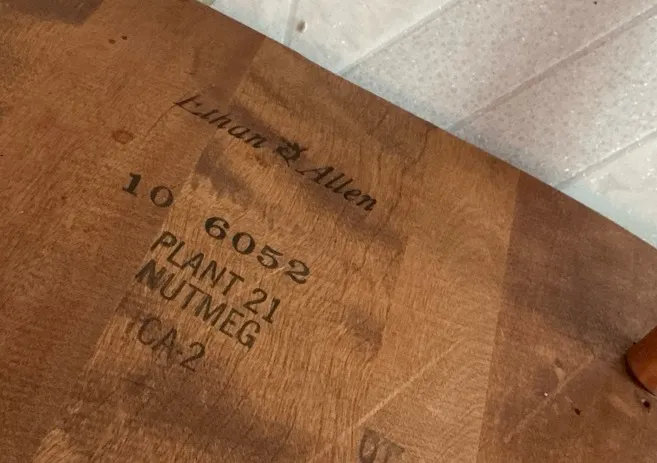 Ethan Allen
10 6052
PLANT 21
NUTMEG
CA-2